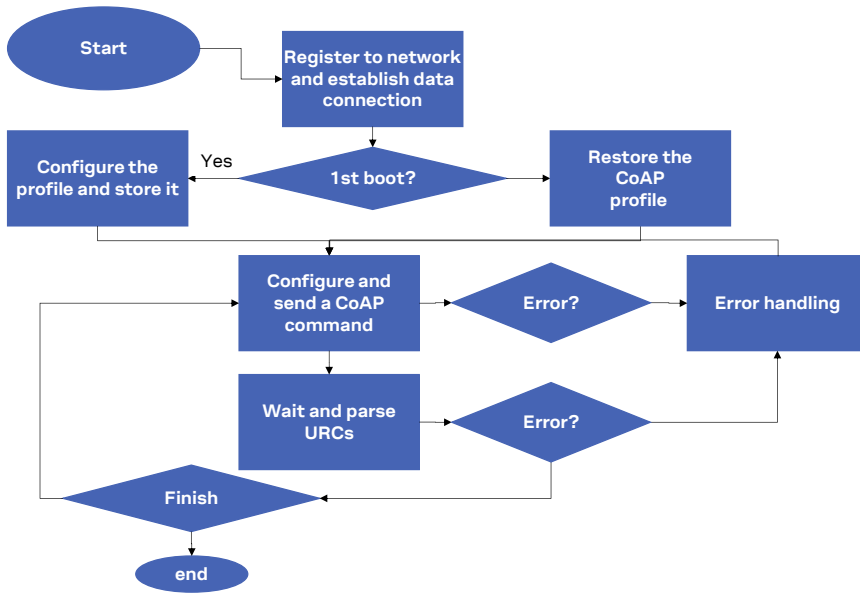 Start
Register to network
and establish data
connection
Configure the
profile and store it
Yes
1st boot?
Restore the
CoAP
profile
Configure and
send a CoAP
command
Error?
Error handling
Wait and parse
URCs
Error?
Finish
end